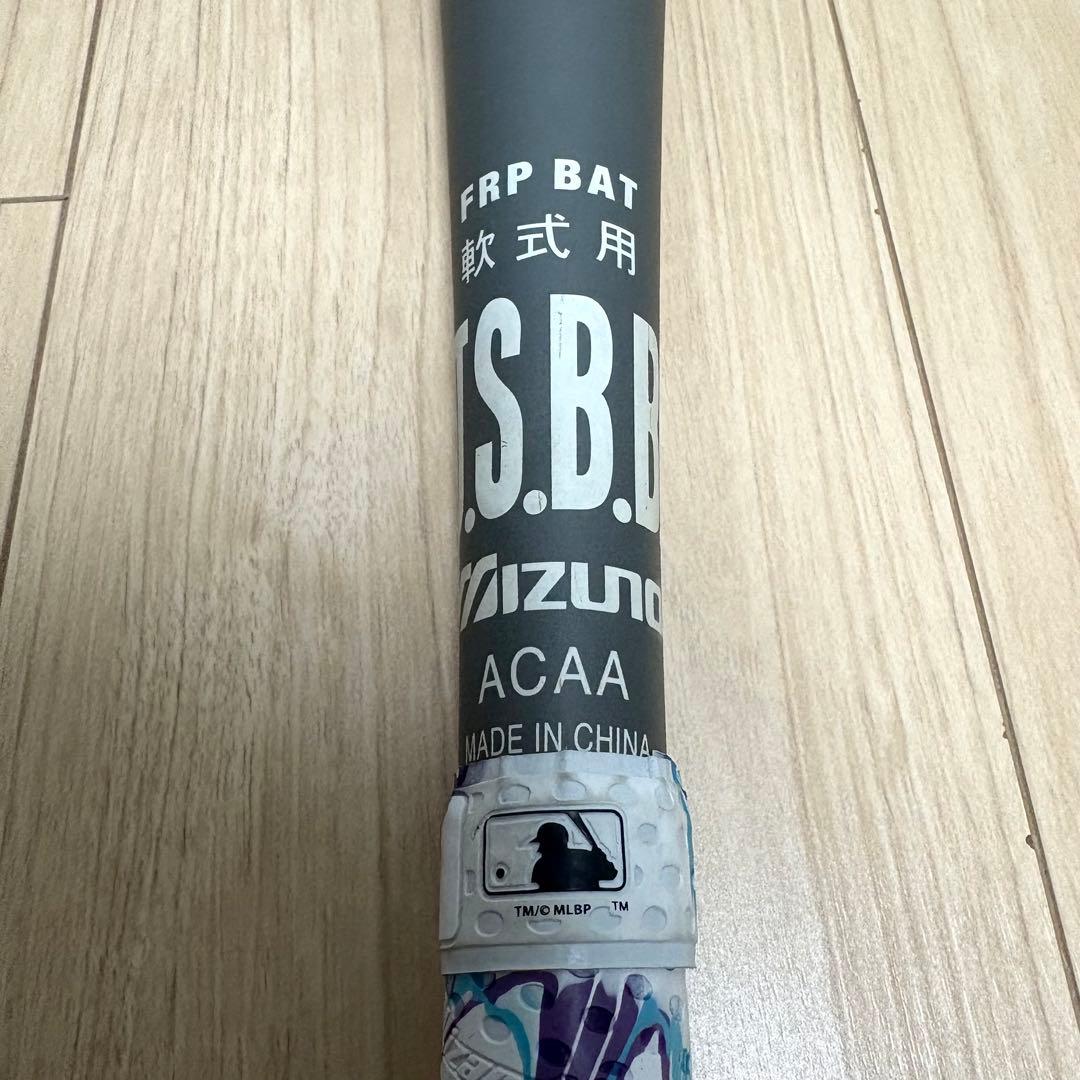 FRP BAT
軟式用
T.S.B.B
MIZUNO
ACAA
MADE IN CHINA
TM/© MLBP TM